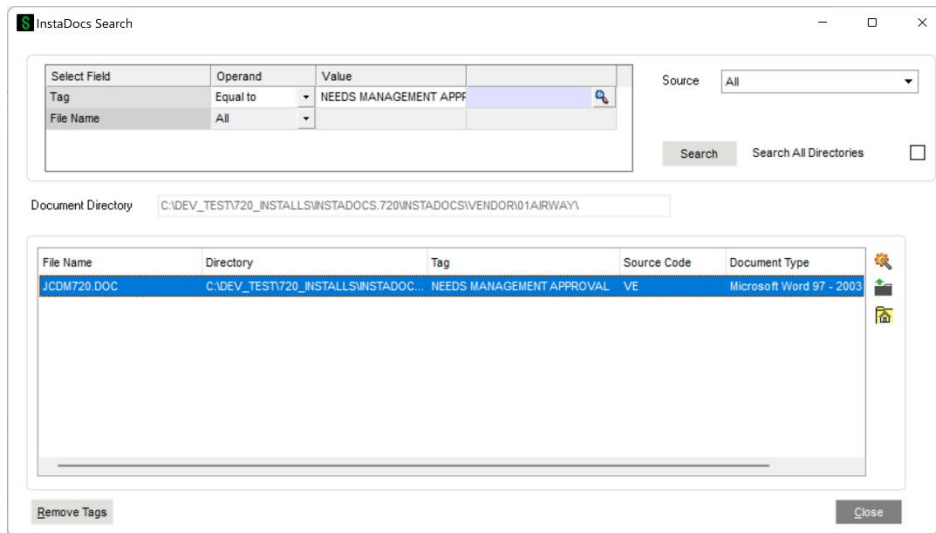 InstaDocs Search
Select Field Operand Value
Tag Equal to NEEDS MANAGEMENT APPR
File Name All
Source All
Search Search All Directories
Document Directory C:\DEV_TEST\720_INSTALLS\INSTADOCS.720\INSTADOCS\VENDOR\01AIRWAY\
File Name Directory Tag Source Code Document Type
JCDM720.DOC C:\DEV_TEST\720_INSTALLS\INSTADOC... NEEDS MANAGEMENT APPROVAL VE Microsoft Word 97 - 2003
Remove Tags Close